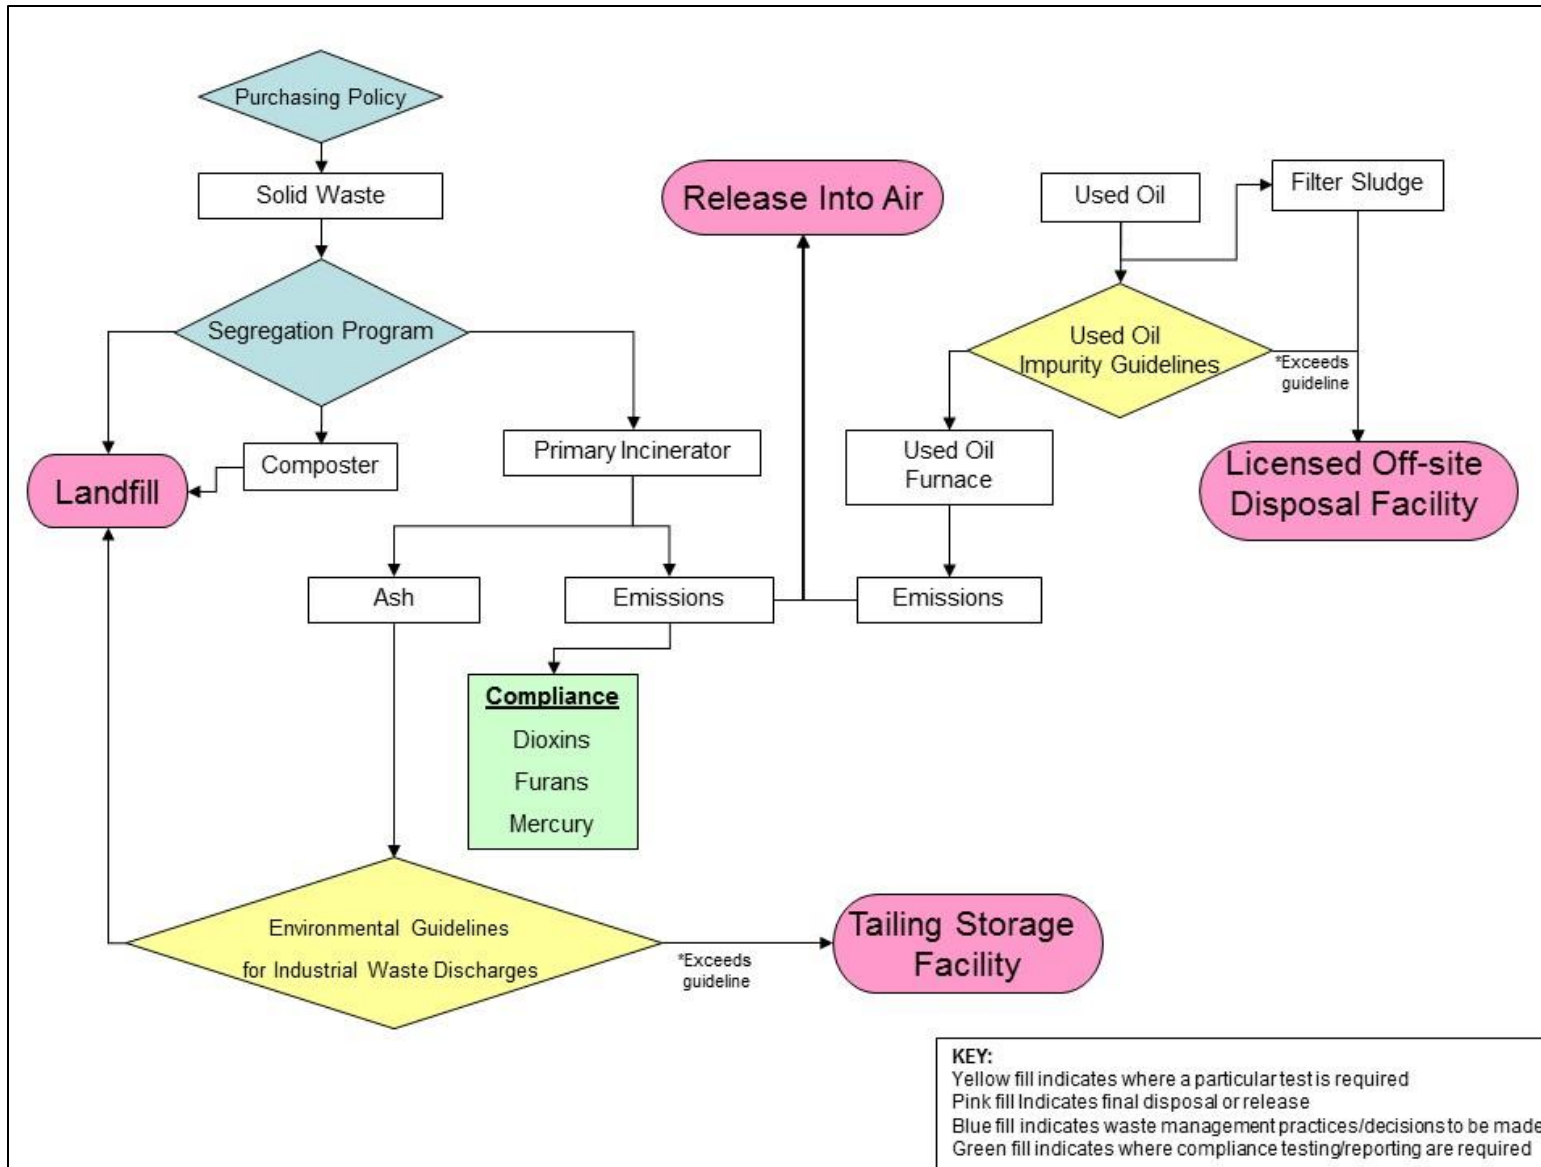 Purchasing Policy
Solid Waste
Segregation Program
Landfill
Composter
Primary Incinerator
Ash
Emissions
Compliance
Dioxins
Furans
Mercury
Environmental Guidelines
for Industrial Waste Discharges
*Exceeds
guideline
Tailing Storage
Facility
Release Into Air
Used Oil
Filter Sludge
Used Oil
Impurity Guidelines
*Exceeds
guideline
Used Oil
Furnace
Emissions
Licensed Off-site
Disposal Facility
KEY:
Yellow fill indicates where a particular test is required
Pink fill Indicates final disposal or release
Blue fill indicates waste management practices/decisions to be made
Green fill indicates where compliance testing/reporting are required